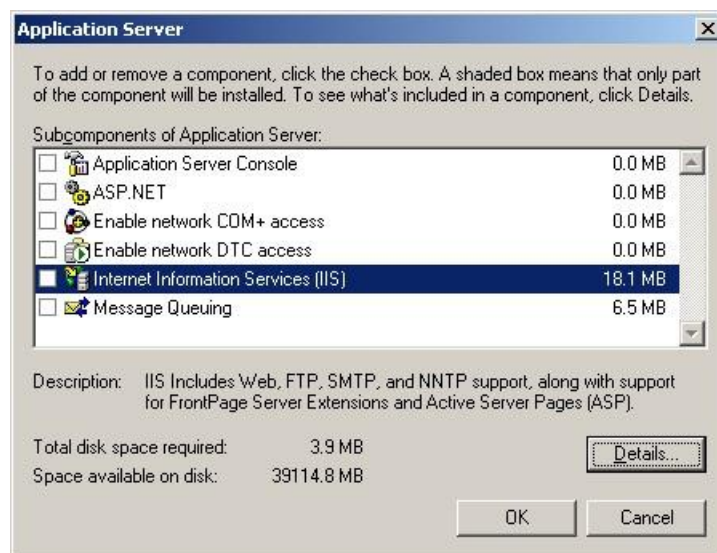 Application Server
To add or remove a component, click the check box. A shaded box means that only part
of the component will be installed. To see what's included in a component, click Details.
Subcomponents of Application Server:
Application Server Console 0.0 MB
ASP.NET 0.0 MB
Enable network COM+ access 0.0 MB
Enable network DTC access 0.0 MB
Internet Information Services (IIS) 18.1 MB
Message Queuing 6.5 MB
Description: IIS Includes Web, FTP, SMTP, and NNTP support, along with support
for FrontPage Server Extensions and Active Server Pages (ASP).
Total disk space required: 3.9 MB
Details...
Space available on disk: 39114.8 MB
OK Cancel